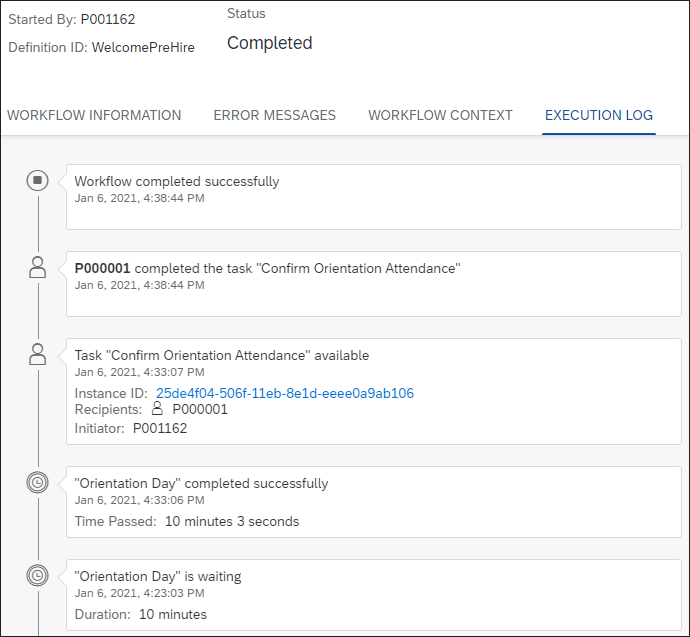 Started By: P001162
Status
Definition ID: WelcomePreHire
Completed
WORKFLOW INFORMATION ERROR MESSAGES WORKFLOW CONTEXT EXECUTION LOG
Workflow completed successfully
Jan 6, 2021, 4:38:44 PM
P000001 completed the task "Confirm Orientation Attendance"
Jan 6, 2021, 4:38:44 PM
Task "Confirm Orientation Attendance" available
Jan 6, 2021, 4:33:07 PM
Instance ID: 25de4f04-506f-11eb-8e1d-eeee0a9ab106
Recipients: P000001
Initiator: P001162
"Orientation Day" completed successfully
Jan 6, 2021, 4:33:06 PM
Time Passed: 10 minutes 3 seconds
"Orientation Day" is waiting
Jan 6, 2021, 4:23:03 PM
Duration: 10 minutes